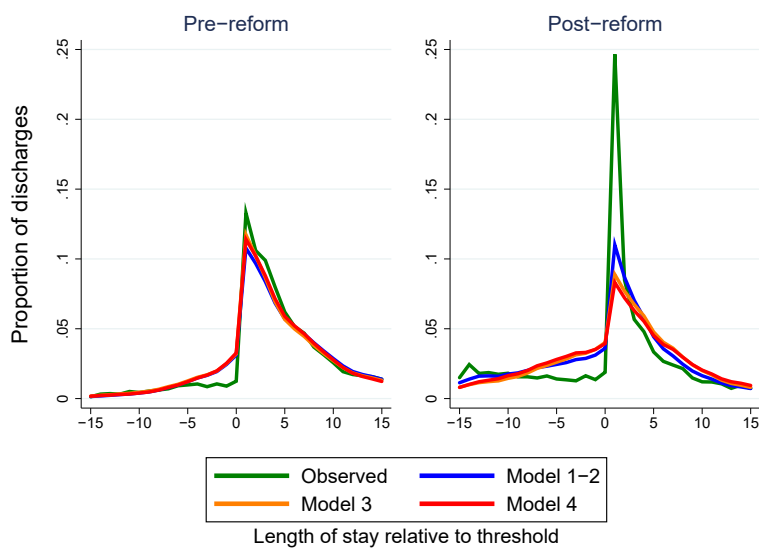 Pre−reform
Post−reform
Proportion of discharges
.25
.2
.15
.1
.05
0
−15 −10 −5 0 5 10 15
.25
.2
.15
.1
.05
0
−15 −10 −5 0 5 10 15
Observed
Model 1−2
Model 3
Model 4
Length of stay relative to threshold